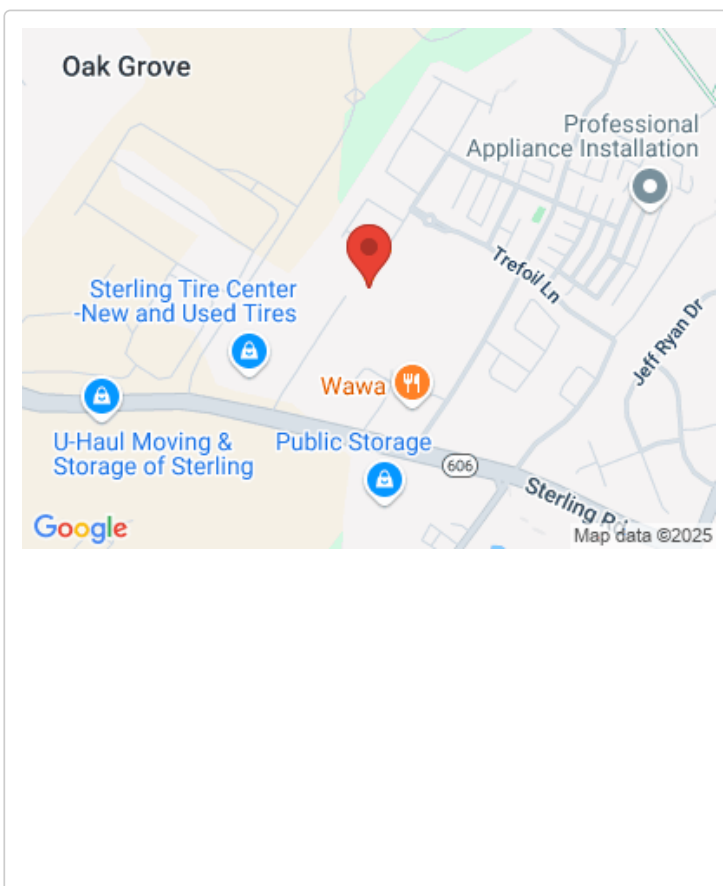 Oak Grove
Professional
Appliance Installation
Trefoil Ln
Sterling Tire Center
-New and Used Tires
Jeff Ryan Dr
Wawa
U-Haul Moving &
Storage of Sterling
Public Storage
606
Sterling Rd
Google
Map data ©2025